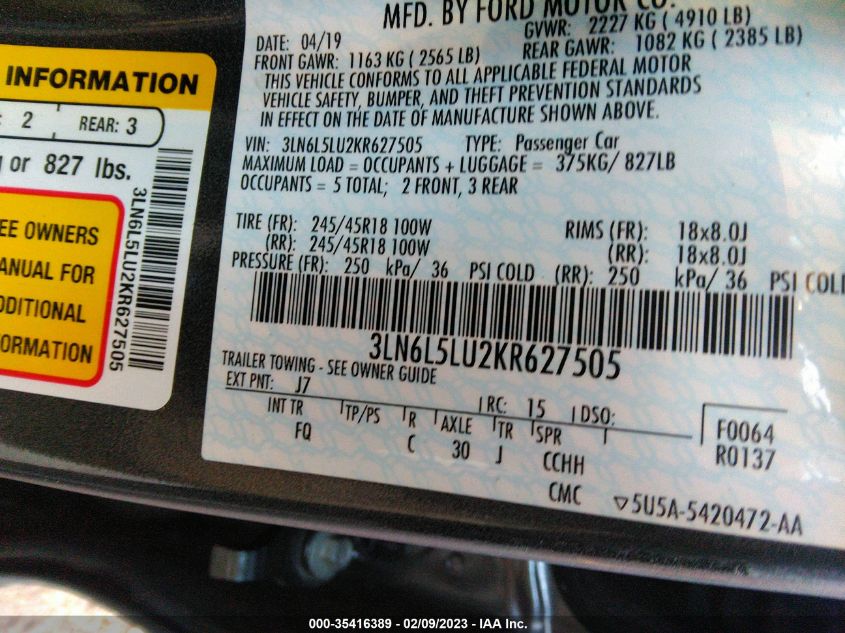 INFORMATION
2 REAR: 3
or 827 lbs.
EE OWNERS
ANUAL FOR
DDITIONAL
FORMATION
3LN6L5LU2KR627505
MFD. BY FORD MOTOR CO.
DATE: 04/19 GVWR: 2227 KG ( 4910 LB)
FRONT GAWR: 1163 KG ( 2565 LB) REAR GAWR: 1082 KG ( 2385 LB)
THIS VEHICLE CONFORMS TO ALL APPLICABLE FEDERAL MOTOR
VEHICLE SAFETY, BUMPER, AND THEFT PREVENTION STANDARDS
IN EFFECT ON THE DATE OF MANUFACTURE SHOWN ABOVE.
VIN: 3LN6L5LU2KR627505 TYPE: Passenger Car
MAXIMUM LOAD = OCCUPANTS + LUGGAGE = 375KG/ 827LB
OCCUPANTS = 5 TOTAL; 2 FRONT, 3 REAR
TIRE (FR): 245/45R18 100W RIMS (FR): 18x8.0J
(RR): 245/45R18 100W (RR): 18x8.0J
PRESSURE (FR): 250 kPa/ 36 PSI COLD (RR): 250 kPa/ 36 PSI COLD
3LN6L5LU2KR627505
TRAILER TOWING - SEE OWNER GUIDE
EXT PNT: J7 RC: 15 DSO: F0064
INT TR TP/PS R AXLE TR SPR R0137
FQ C 30 J CCHH
CMC ▽5U5A-5420472-AA
000-35416389 - 02/09/2023 - IAA Inc.